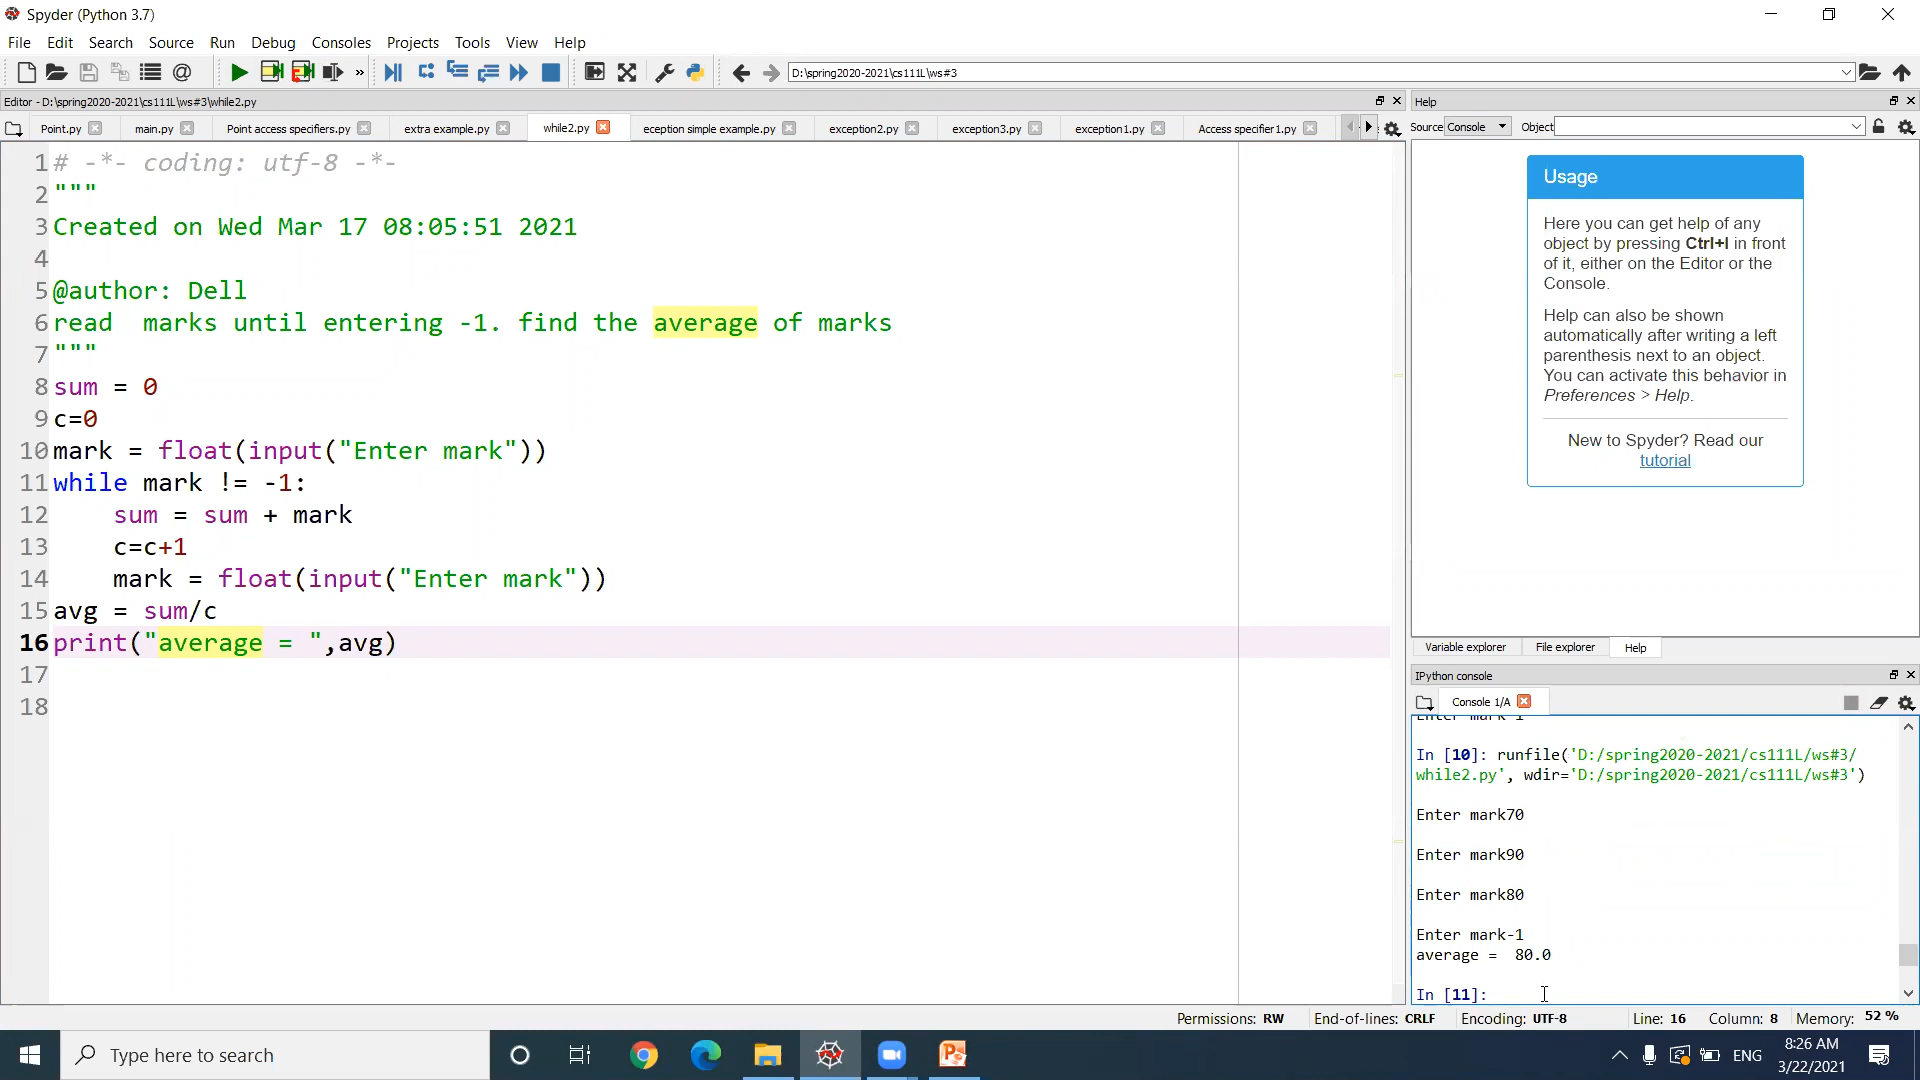 Spyder (Python 3.7)
File Edit Search Source Run Debug Consoles Projects Tools View Help
D:\spring2020-2021\cs111L\ws#3
Editor - D:\spring2020-2021\cs111L\ws#3\while2.py
Point.py main.py Point access specifiers.py extra example.py while2.py eception simple example.py exception2.py exception3.py exception1.py Access specifier1.py
1 # -*- coding: utf-8 -*-
2 """
3 Created on Wed Mar 17 08:05:51 2021
4
5 @author: Dell
6 read  marks until entering -1. find the average of marks
7 """
8 sum = 0
9 c=0
10 mark = float(input("Enter mark"))
11 while mark != -1:
12     sum = sum + mark
13     c=c+1
14     mark = float(input("Enter mark"))
15 avg = sum/c
16 print("average = ",avg)
17
18
Help
Source Console Object
Usage
Here you can get help of any
object by pressing Ctrl+I in front
of it, either on the Editor or the
Console.
Help can also be shown
automatically after writing a left
parenthesis next to an object.
You can activate this behavior in
Preferences > Help.
New to Spyder? Read our
tutorial
Variable explorer File explorer Help
IPython console
Console 1/A
Enter mark-1
In [10]: runfile('D:/spring2020-2021/cs111L/ws#3/
while2.py', wdir='D:/spring2020-2021/cs111L/ws#3')
Enter mark70
Enter mark90
Enter mark80
Enter mark-1
average =  80.0
In [11]:
Permissions: RW End-of-lines: CRLF Encoding: UTF-8 Line: 16 Column: 8 Memory: 52 %
Type here to search
ENG
8:26 AM
3/22/2021